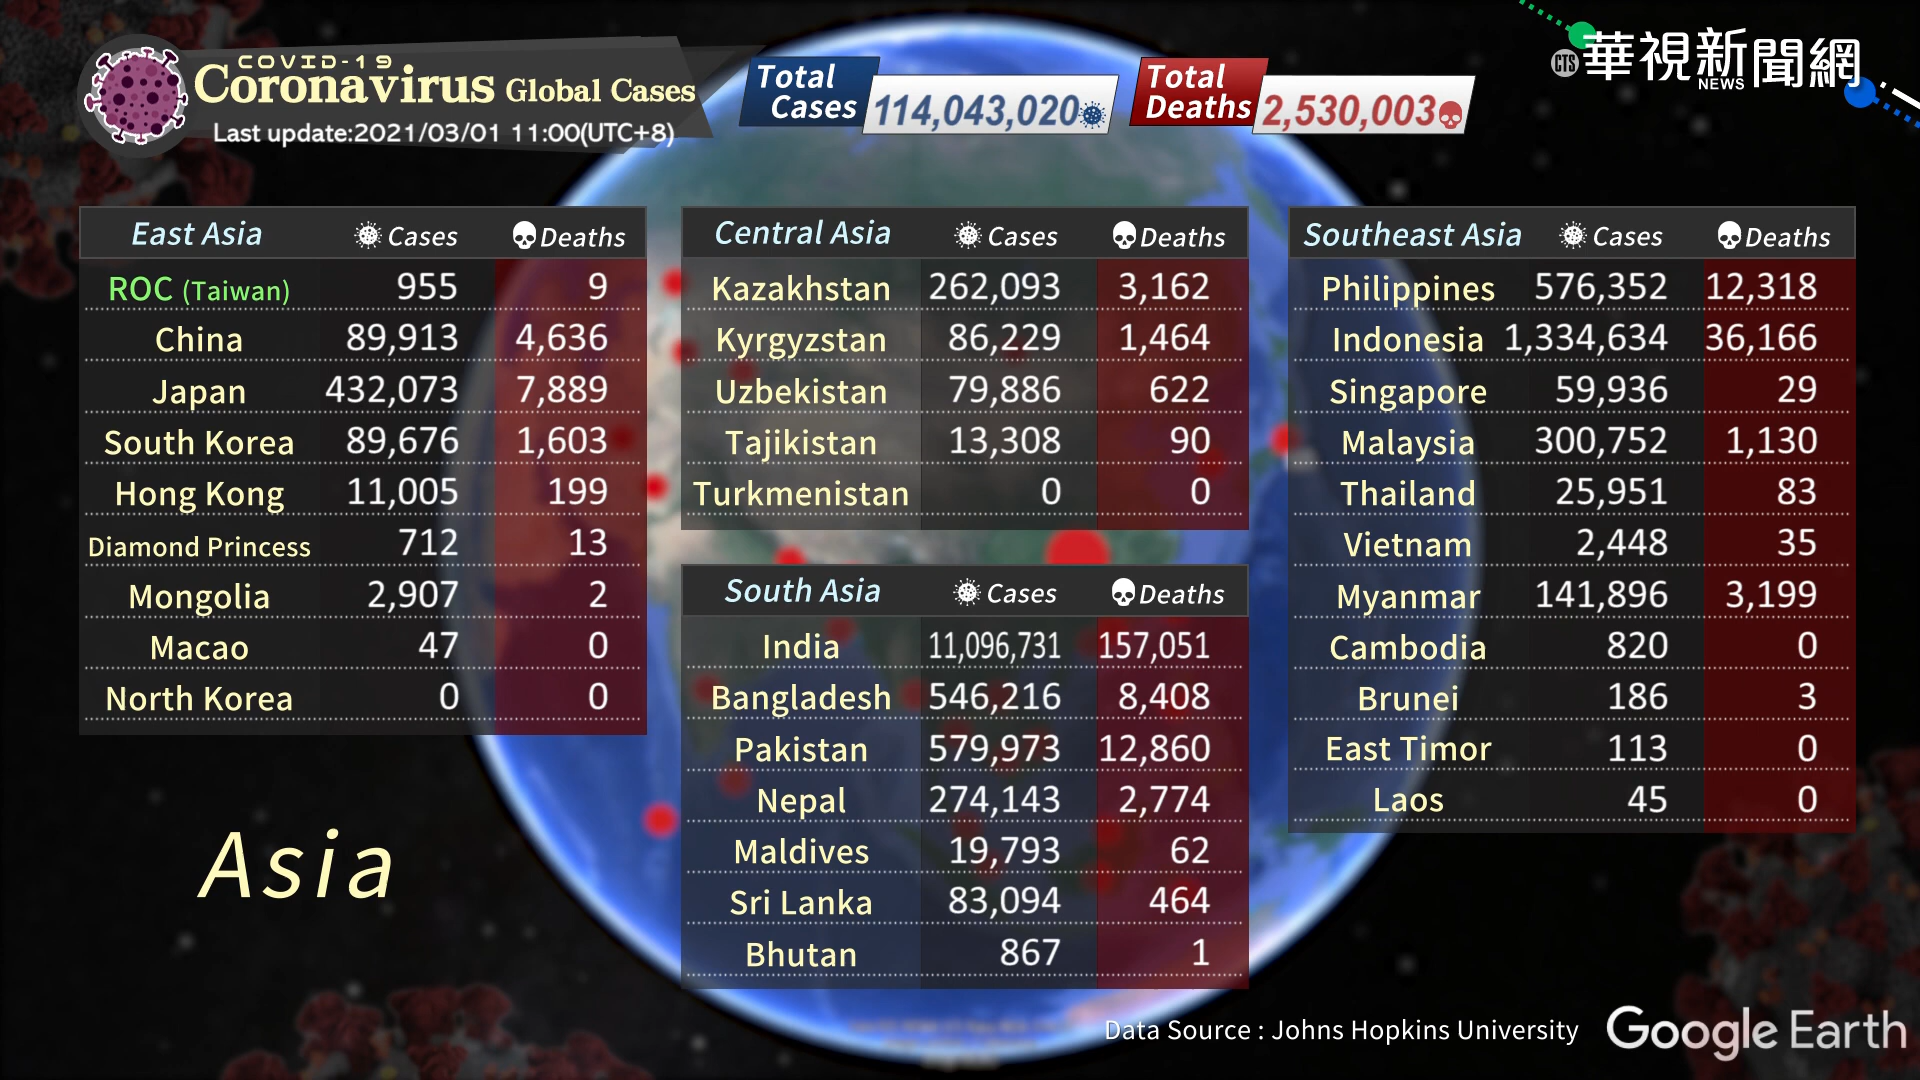 COVID-19
Coronavirus Global Cases
Last update:2021/03/01 11:00(UTC+8)
Total Cases 114,043,020
Total Deaths 2,530,003
CTS 華視新聞網
NEWS
East Asia Cases Deaths
ROC (Taiwan) 955 9
China 89,913 4,636
Japan 432,073 7,889
South Korea 89,676 1,603
Hong Kong 11,005 199
Diamond Princess 712 13
Mongolia 2,907 2
Macao 47 0
North Korea 0 0
Central Asia Cases Deaths
Kazakhstan 262,093 3,162
Kyrgyzstan 86,229 1,464
Uzbekistan 79,886 622
Tajikistan 13,308 90
Turkmenistan 0 0
South Asia Cases Deaths
India 11,096,731 157,051
Bangladesh 546,216 8,408
Pakistan 579,973 12,860
Nepal 274,143 2,774
Maldives 19,793 62
Sri Lanka 83,094 464
Bhutan 867 1
Southeast Asia Cases Deaths
Philippines 576,352 12,318
Indonesia 1,334,634 36,166
Singapore 59,936 29
Malaysia 300,752 1,130
Thailand 25,951 83
Vietnam 2,448 35
Myanmar 141,896 3,199
Cambodia 820 0
Brunei 186 3
East Timor 113 0
Laos 45 0
Asia
Data Source : Johns Hopkins University
Google Earth